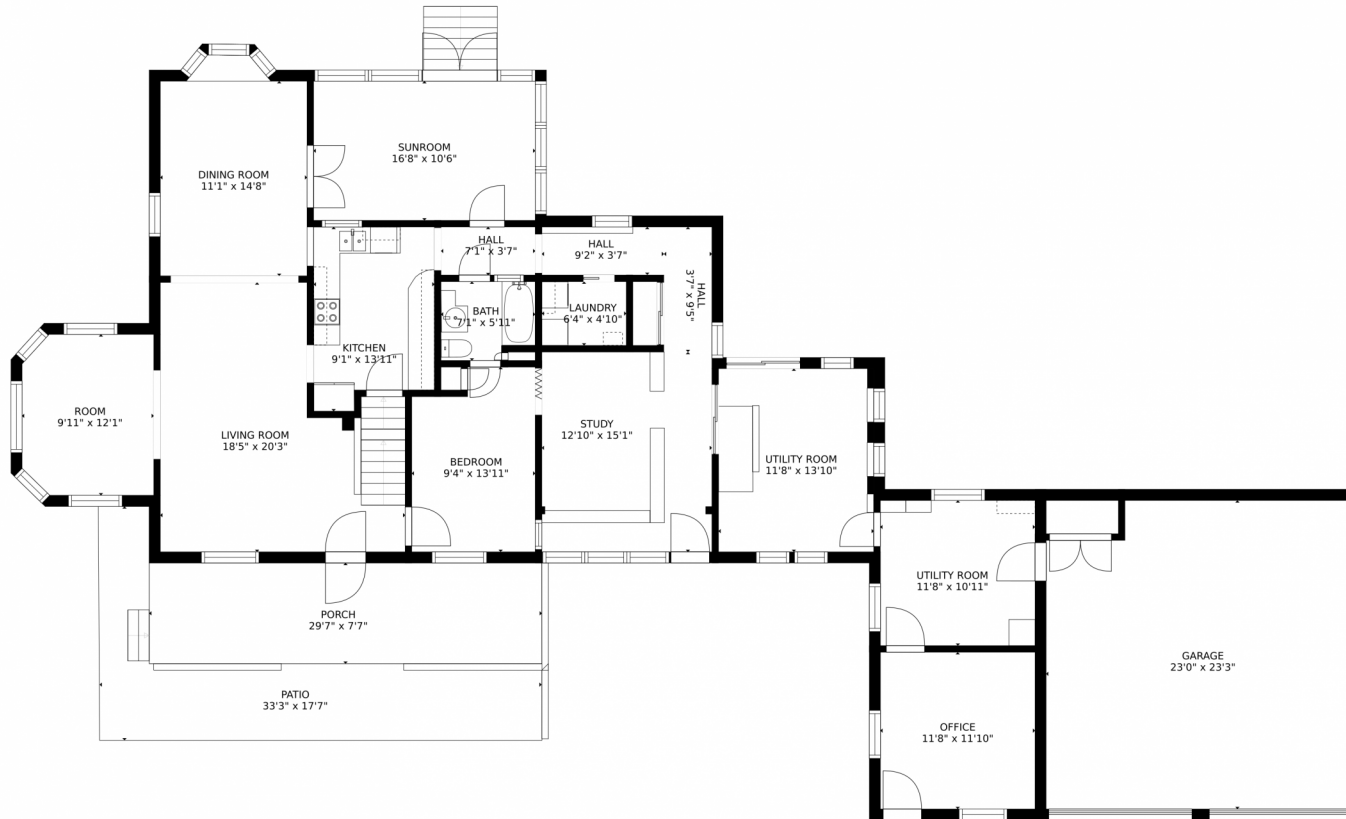 SUNROOM
16'8" x 10'6"
DINING ROOM
11'1" x 14'8"
HALL
7'1" x 3'7"
HALL
9'2" x 3'7"
HALL
3'7" x 9'5"
BATH
7'1" x 5'11"
LAUNDRY
6'4" x 4'10"
KITCHEN
9'1" x 13'11"
ROOM
9'11" x 12'1"
LIVING ROOM
18'5" x 20'3"
STUDY
12'10" x 15'1"
BEDROOM
9'4" x 13'11"
UTILITY ROOM
11'8" x 13'10"
UTILITY ROOM
11'8" x 10'11"
PORCH
29'7" x 7'7"
GARAGE
23'0" x 23'3"
PATIO
33'3" x 17'7"
OFFICE
11'8" x 11'10"